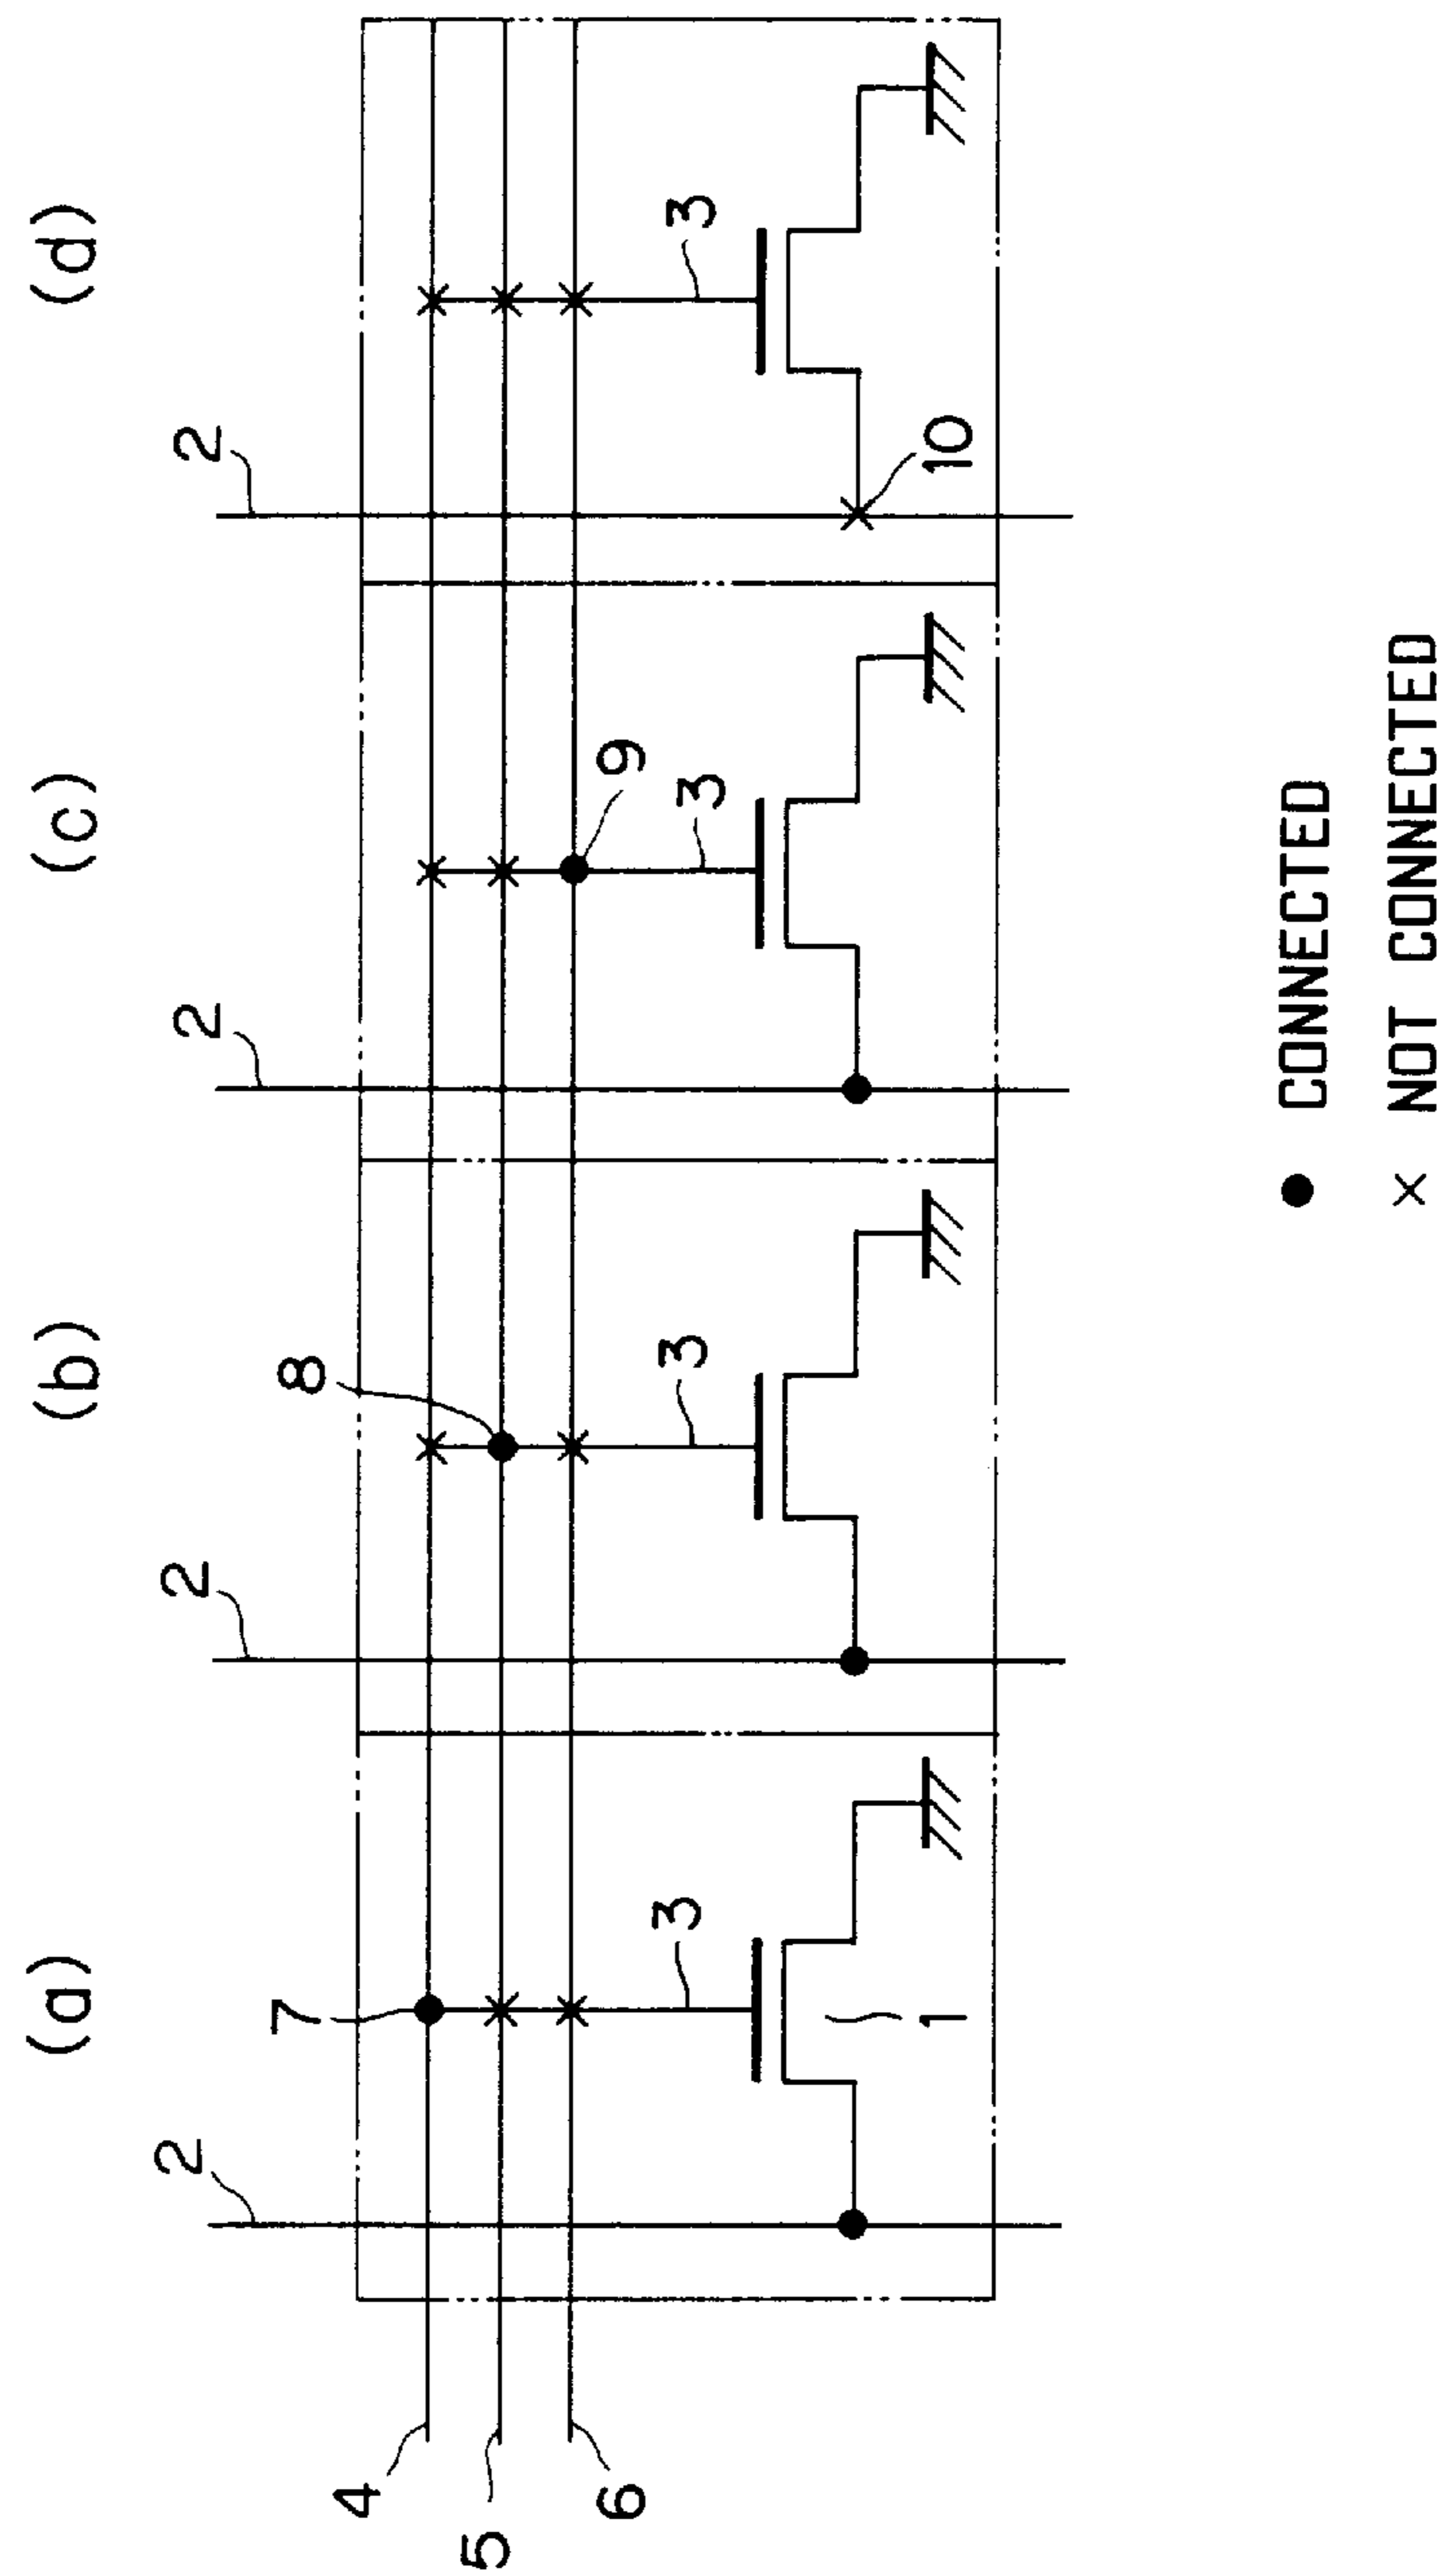 (a) (b) (c) (d)
2 7 2 8 2 2
3 3 3 9 3
4
5
6
1 10
● CONNECTED
× NOT CONNECTED